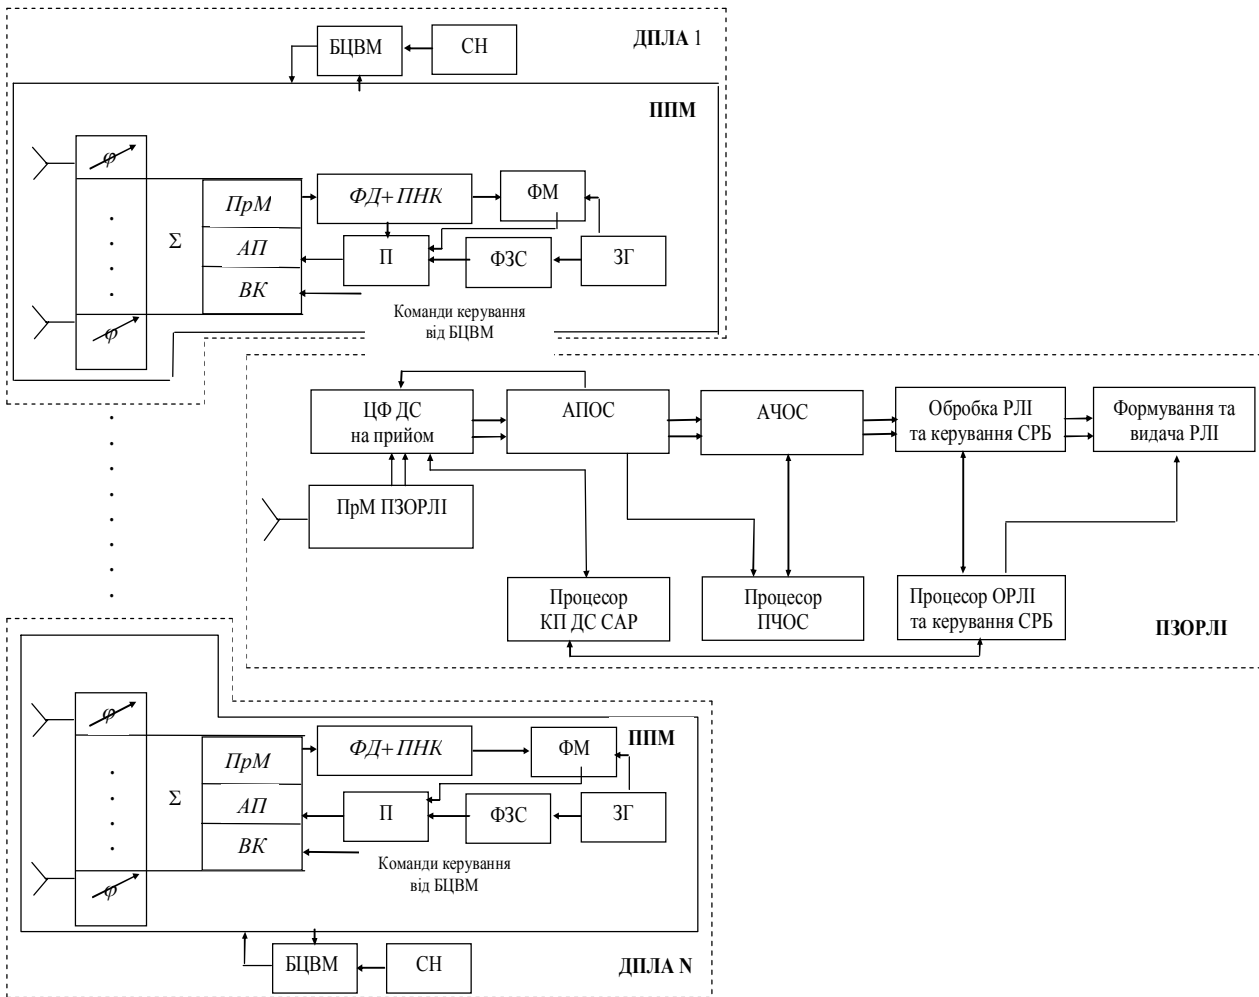 БЦВМ
СН
ДПЛА 1
ППМ
φ
ПрМ
ФД+ПНК
ФМ
Σ
АП
П
ФЗС
ЗГ
ВК
Команди керування
від БЦВМ
φ
ЦФ ДС
на прийом
АПОС
АЧОС
Обробка РЛІ
та керування СРБ
Формування та
видача РЛІ
ПрМ ПЗОРЛІ
Процесор
КП ДС САР
Процесор
ПЧОС
Процесор ОРЛІ
та керування СРБ
ПЗОРЛІ
φ
ППМ
ПрМ
ФД+ПНК
ФМ
Σ
АП
П
ФЗС
ЗГ
ВК
Команди керування
від БЦВМ
φ
БЦВМ
СН
ДПЛА N